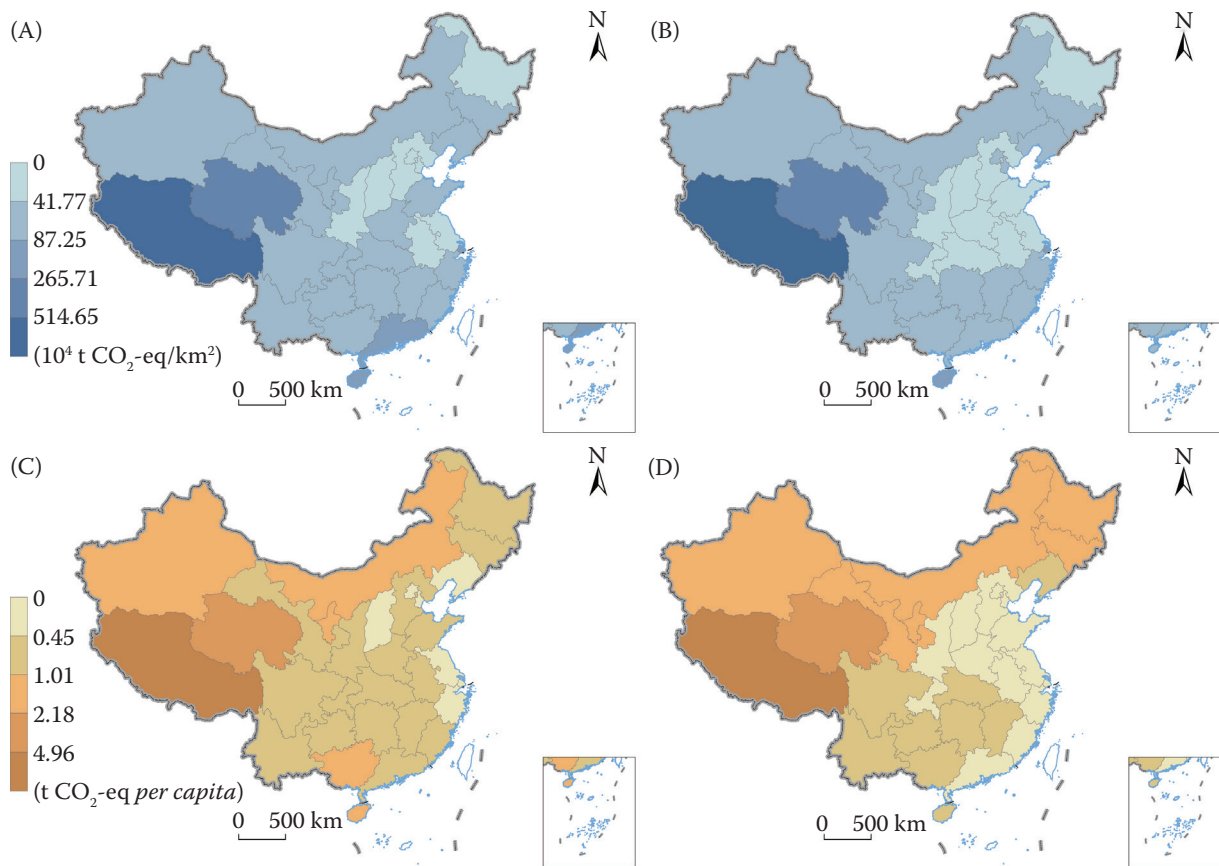 (A)
N
0
41.77
87.25
265.71
514.65
(10⁴ t CO₂-eq/km²)
0 500 km
(B)
N
0 500 km
(C)
N
0
0.45
1.01
2.18
4.96
(t CO₂-eq per capita)
0 500 km
(D)
N
0 500 km